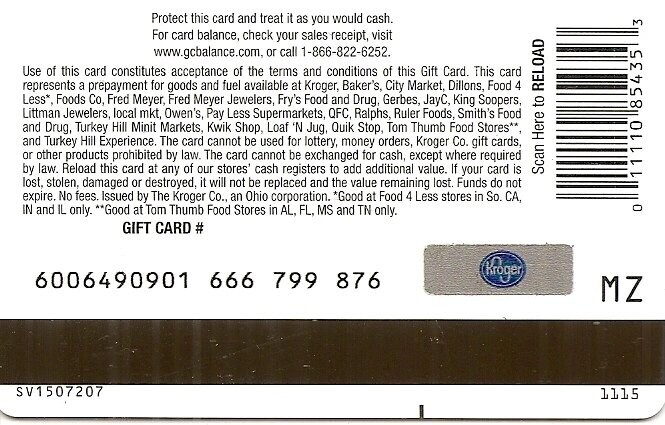 Protect this card and treat it as you would cash.
For card balance, check your sales receipt, visit
www.gcbalance.com, or call 1-866-822-6252.
Use of this card constitutes acceptance of the terms and conditions of this Gift Card. This card
represents a prepayment for goods and fuel available at Kroger, Baker's, City Market, Dillons, Food 4
Less*, Foods Co, Fred Meyer, Fred Meyer Jewelers, Fry's Food and Drug, Gerbes, JayC, King Soopers,
Littman Jewelers, local mkt, Owen's, Pay Less Supermarkets, QFC, Ralphs, Ruler Foods, Smith's Food
and Drug, Turkey Hill Minit Markets, Kwik Shop, Loaf 'N Jug, Quik Stop, Tom Thumb Food Stores**,
and Turkey Hill Experience. The card cannot be used for lottery, money orders, Kroger Co. gift cards,
or other products prohibited by law. The card cannot be exchanged for cash, except where required
by law. Reload this card at any of our stores' cash registers to add additional value. If your card is
lost, stolen, damaged or destroyed, it will not be replaced and the value remaining lost. Funds do not
expire. No fees. Issued by The Kroger Co., an Ohio corporation. *Good at Food 4 Less stores in So. CA,
IN and IL only. **Good at Tom Thumb Food Stores in AL, FL, MS and TN only.
GIFT CARD #
6006490901 666 799 876
Kroger
MZ
Scan Here to RELOAD
0 11110 85435 3
SV1507207
1115